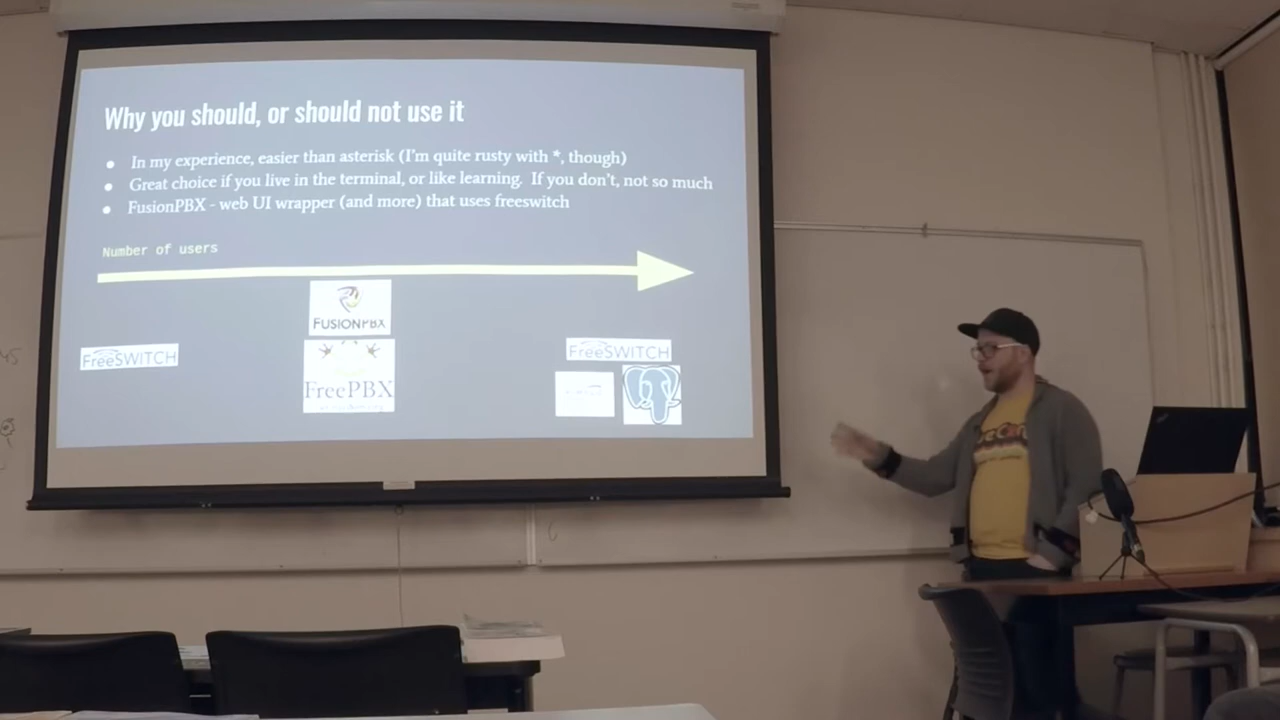 Why you should, or should not use it
● In my experience, easier than asterisk (I'm quite rusty with *, though)
● Great choice if you live in the terminal, or like learning. If you don't, not so much
● FusionPBX - web UI wrapper (and more) that uses freeswitch
Number of users
FUSIONPBX
FreeSWITCH
FreePBX
FreeSWITCH